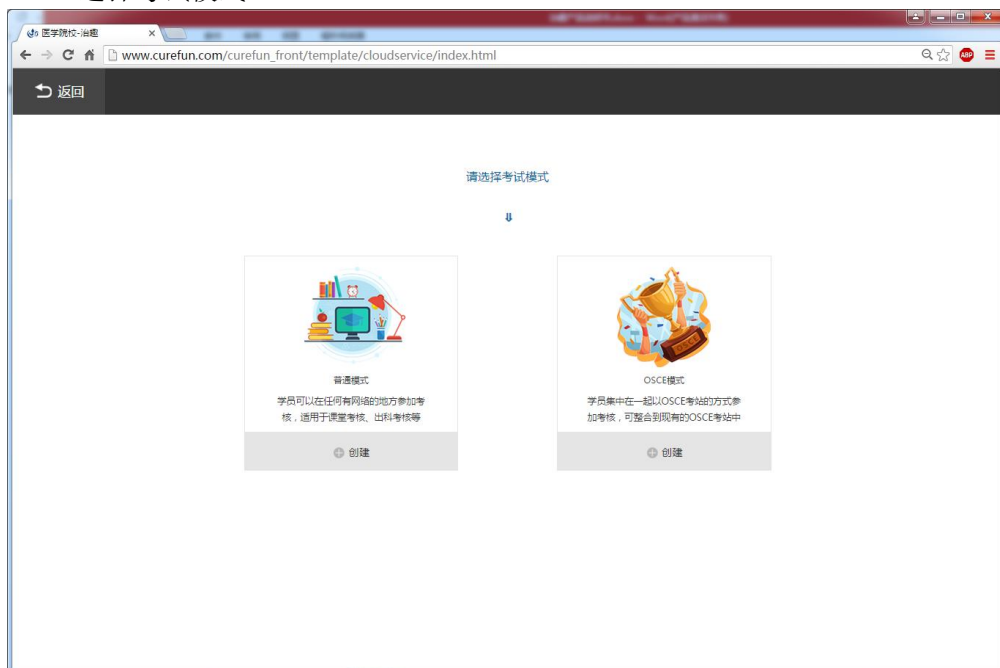 医学院校-治趣
www.curefun.com/curefun_front/template/cloudservice/index.html
ABP
返回
请选择考试模式
普通模式
学员可以在任何有网络的地方参加考
核，适用于课堂考核、出科考核等
创建
OSCE
OSCE模式
学员集中在一起以OSCE考站的方式参
加考核，可整合到现有的OSCE考站中
创建